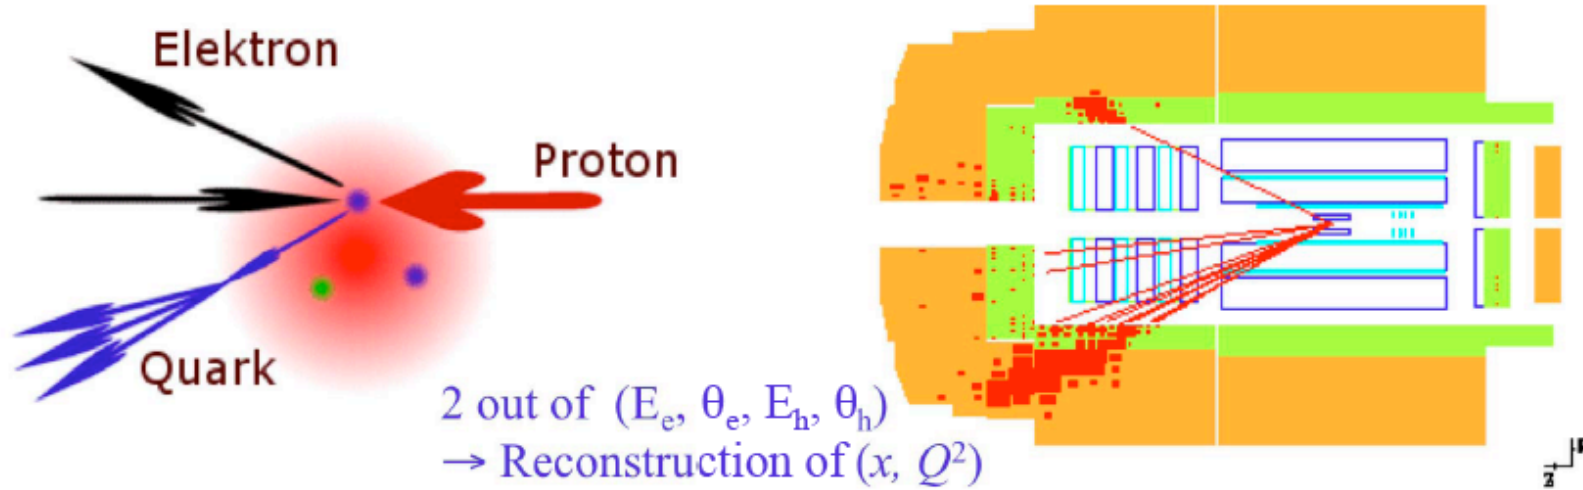 Elektron
Proton
Quark
2 out of (Eₑ, θₑ, Eₕ, θₕ)
→ Reconstruction of (x, Q²)